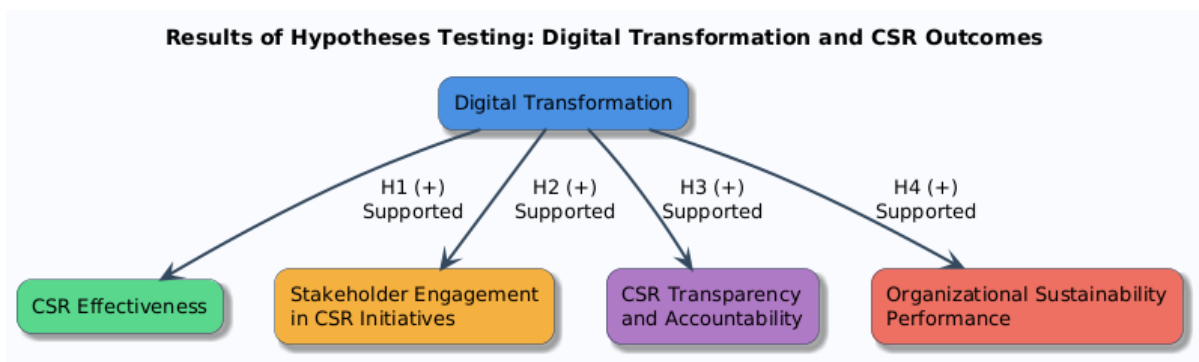 Results of Hypotheses Testing: Digital Transformation and CSR Outcomes
Digital Transformation
H1 (+)
Supported
H2 (+)
Supported
H3 (+)
Supported
H4 (+)
Supported
CSR Effectiveness
Stakeholder Engagement
in CSR Initiatives
CSR Transparency
and Accountability
Organizational Sustainability
Performance